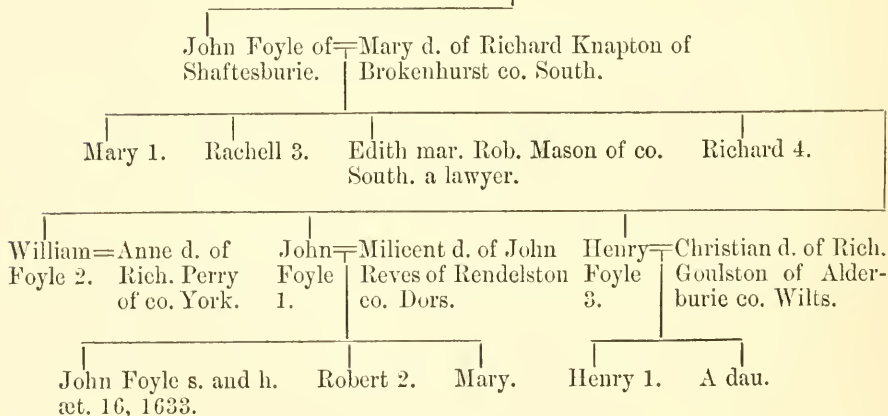 John Foyle of=Mary d. of Richard Knapton of
Shaftesburie. Brokenhurst co. South.
Mary 1. Rachell 3. Edith mar. Rob. Mason of co. Richard 4.
South. a lawyer.
William=Anne d. of John=Milicent d. of John Henry=Christian d. of Rich.
Foyle 2. Rich. Perry Foyle Reves of Rendelston Foyle Goulston of Alder-
of co. York. 1. co. Dors. 3. burie co. Wilts.
John Foyle s. and h. Robert 2. Mary. Henry 1. A dau.
æt. 16, 1633.